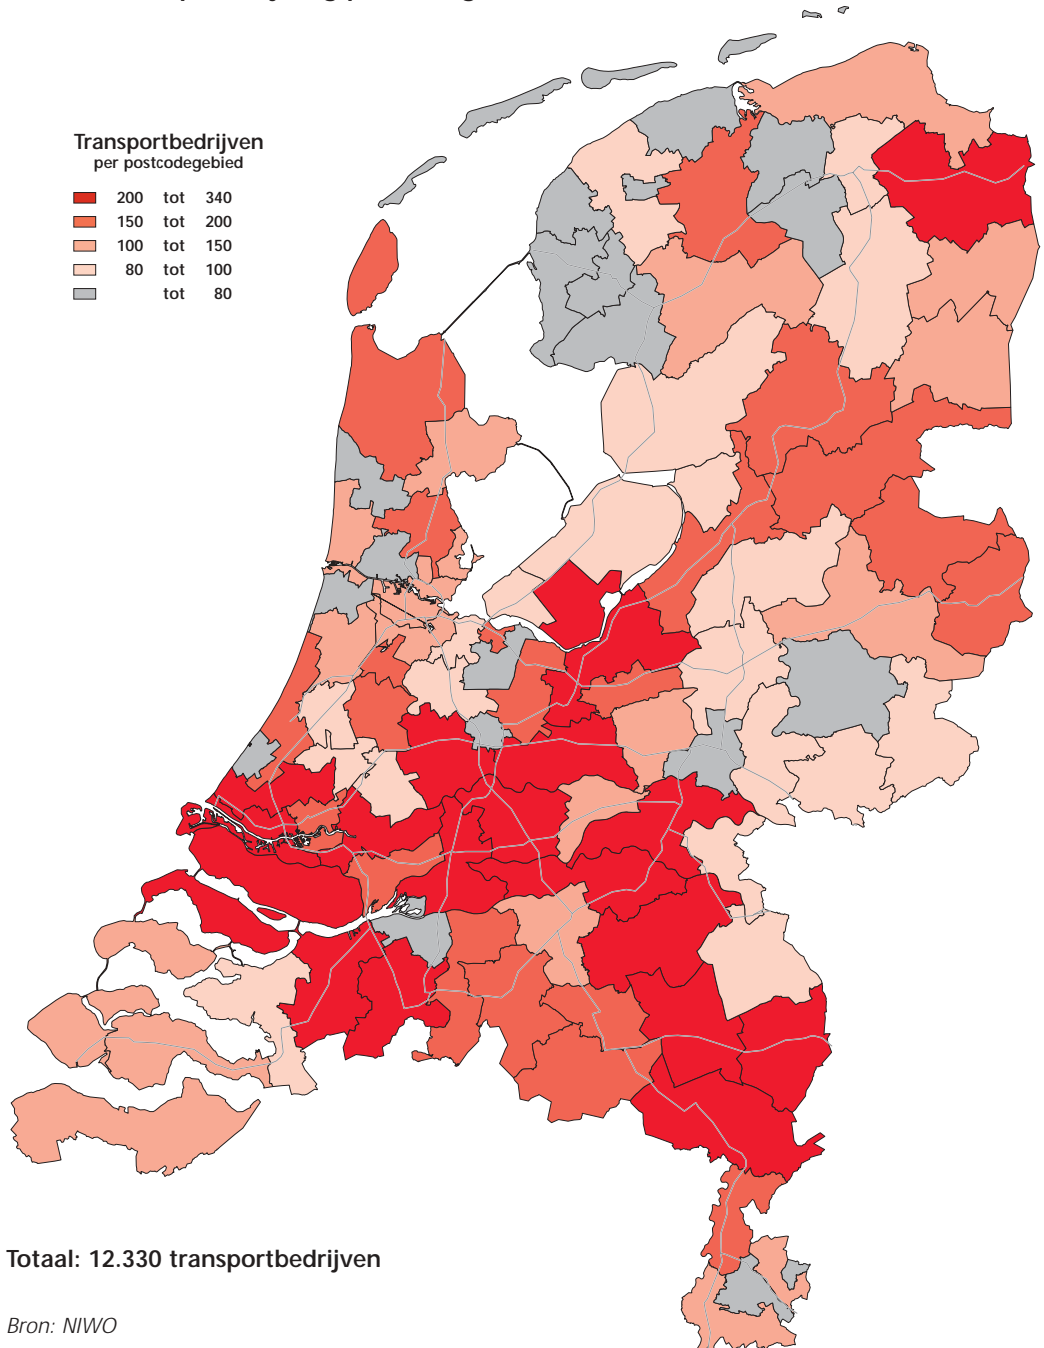 Transportbedrijven
per postcodegebied
200 tot 340
150 tot 200
100 tot 150
80 tot 100
tot 80
Totaal: 12.330 transportbedrijven
Bron: NIWO